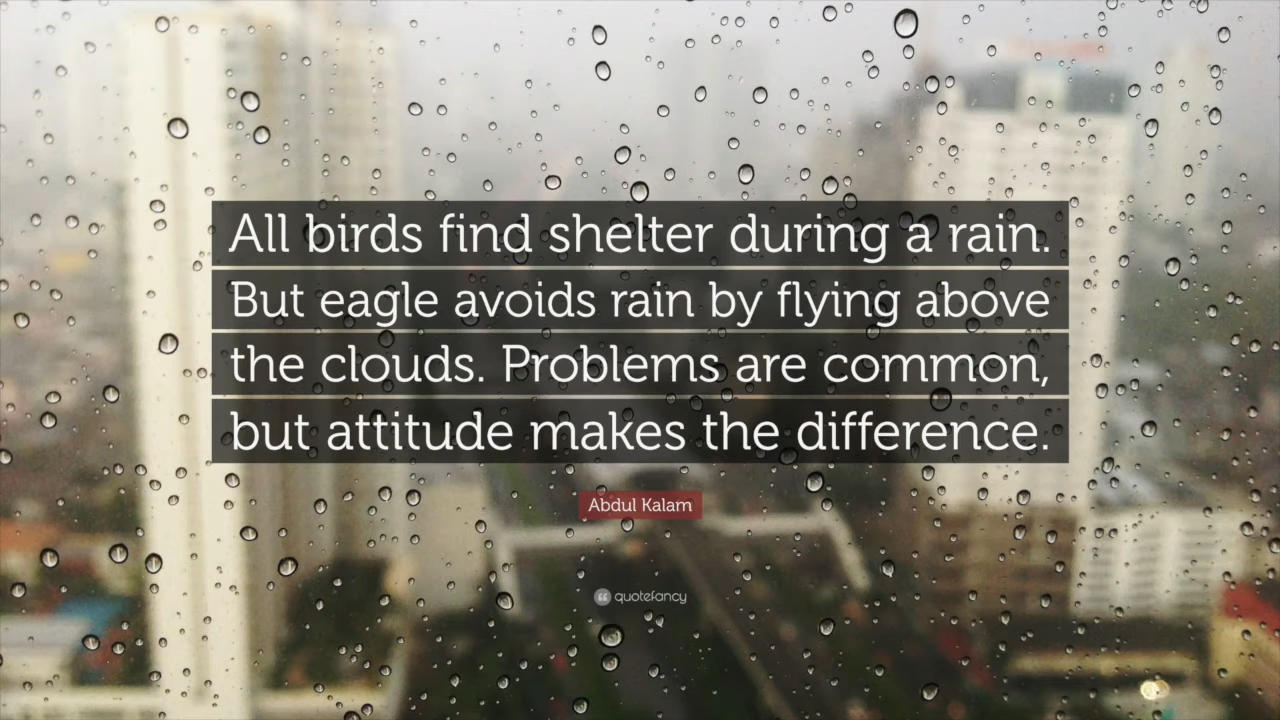 All birds find shelter during a rain.
But eagle avoids rain by flying above
the clouds. Problems are common,
but attitude makes the difference.
Abdul Kalam
quotefancy